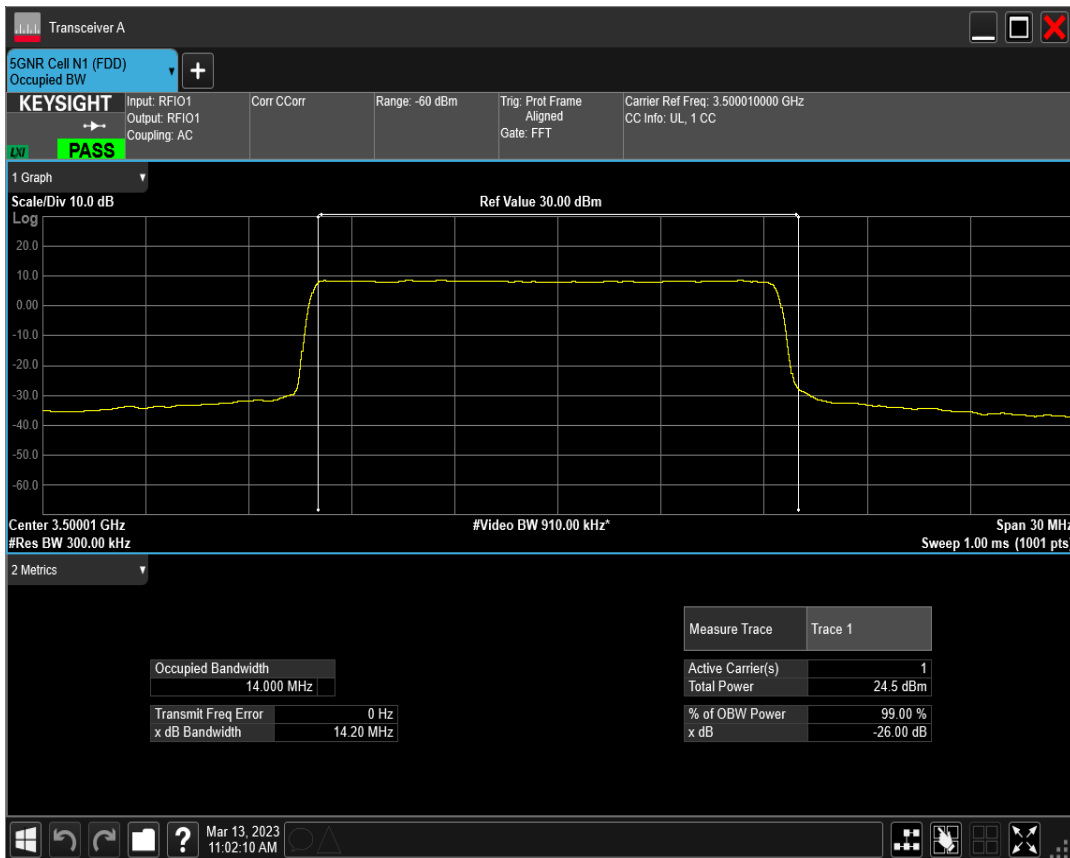 Transceiver A
5GNR Cell N1 (FDD)
Occupied BW
KEYSIGHT
LXI
PASS
Input: RFIO1
Output: RFIO1
Coupling: AC
Corr CCorr
Range: -60 dBm
Trig: Prot Frame
Aligned
Gate: FFT
Carrier Ref Freq: 3.500010000 GHz
CC Info: UL, 1 CC
1 Graph
Scale/Div 10.0 dB
Ref Value 30.00 dBm
Log
20.0
10.0
0.00
-10.0
-20.0
-30.0
-40.0
-50.0
-60.0
Center 3.50001 GHz
#Video BW 910.00 kHz*
Span 30 MHz
#Res BW 300.00 kHz
Sweep 1.00 ms (1001 pts)
2 Metrics
Measure Trace Trace 1
Occupied Bandwidth
14.000 MHz
Active Carrier(s) 1
Total Power 24.5 dBm
Transmit Freq Error 0 Hz
x dB Bandwidth 14.20 MHz
% of OBW Power 99.00 %
x dB -26.00 dB
?
Mar 13, 2023
11:02:10 AM